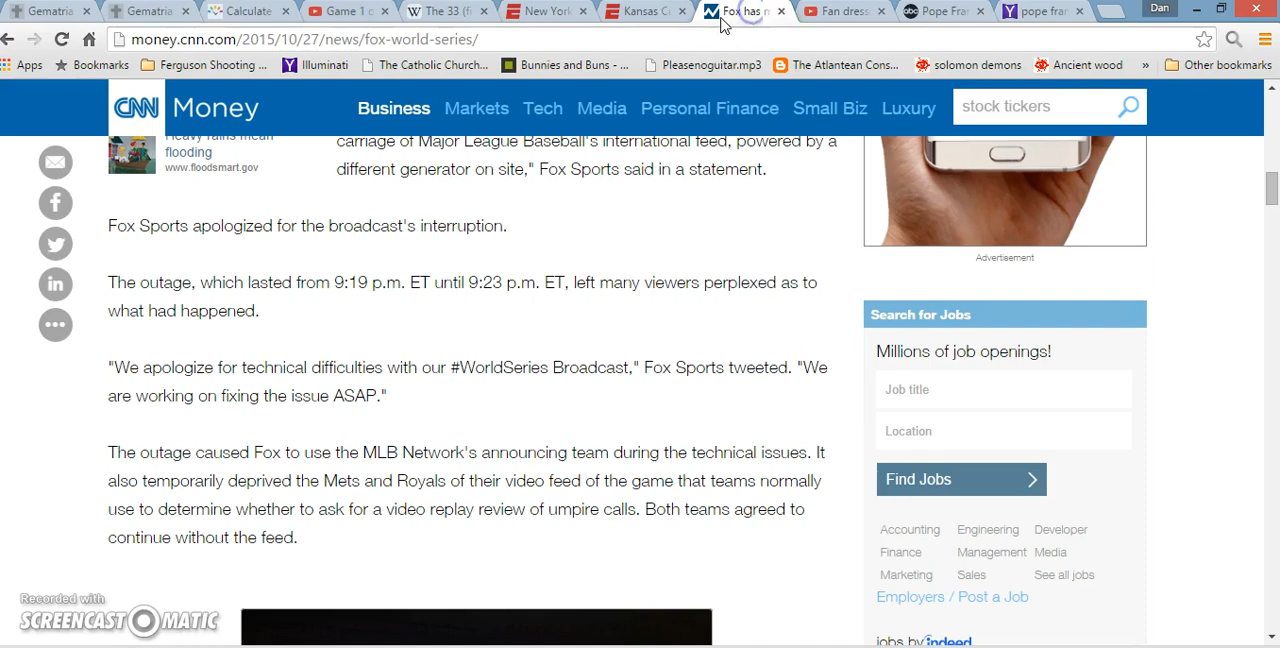 Gematria
Gematria
Calculate
Game 1 o
The 33 (fi
New York
Kansas Ci
Fox has n
Fan dress
Pope Fran
pope fran
Dan
money.cnn.com/2015/10/27/news/fox-world-series/
Apps
Bookmarks
Ferguson Shooting ...
Illuminati
The Catholic Church...
Bunnies and Buns - ...
Pleasenoguitar.mp3
The Atlantean Cons...
solomon demons
Ancient wood
»
Other bookmarks
CNN Money
Business Markets Tech Media Personal Finance Small Biz Luxury
stock tickers
Heavy rains mean
flooding
www.floodsmart.gov
carriage of Major League Baseball's international feed, powered by a
different generator on site," Fox Sports said in a statement.
Fox Sports apologized for the broadcast's interruption.
The outage, which lasted from 9:19 p.m. ET until 9:23 p.m. ET, left many viewers perplexed as to
what had happened.
"We apologize for technical difficulties with our #WorldSeries Broadcast," Fox Sports tweeted. "We
are working on fixing the issue ASAP."
The outage caused Fox to use the MLB Network's announcing team during the technical issues. It
also temporarily deprived the Mets and Royals of their video feed of the game that teams normally
use to determine whether to ask for a video replay review of umpire calls. Both teams agreed to
continue without the feed.
Advertisement
Search for Jobs
Millions of job openings!
Job title
Location
Find Jobs
Accounting Engineering Developer
Finance Management Media
Marketing Sales See all jobs
Employers / Post a Job
jobs by indeed
Recorded with
SCREENCAST MATIC